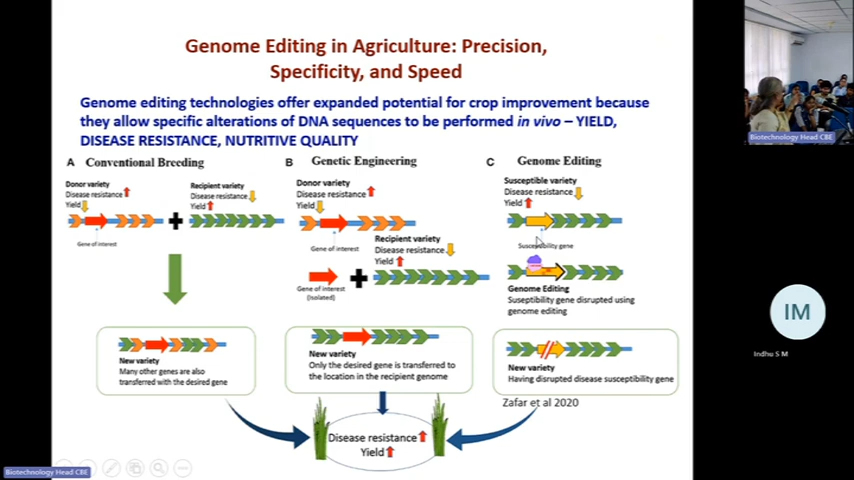 Genome Editing in Agriculture: Precision,
Specificity, and Speed
Genome editing technologies offer expanded potential for crop improvement because
they allow specific alterations of DNA sequences to be performed in vivo – YIELD,
DISEASE RESISTANCE, NUTRITIVE QUALITY
A Conventional Breeding
Donor variety
Disease resistance
Yield
Gene of interest
Recipient variety
Disease resistance
Yield
New variety
Many other genes are also
transferred with the desired gene
B Genetic Engineering
Donor variety
Disease resistance
Yield
Gene of interest
Recipient variety
Disease resistance
Yield
Gene of interest
(Isolated)
New variety
Only the desired gene is transferred to
the location in the recipient genome
C Genome Editing
Susceptible variety
Disease resistance
Yield
Susceptibility gene
Genome Editing
Suseptibility gene disrupted using
genome editing
New variety
Having disrupted disease susceptibility gene
Zafar et al 2020
Disease resistance
Yield
Biotechnology Head CBE
IM
Indhu S M
Biotechnology Head CBE